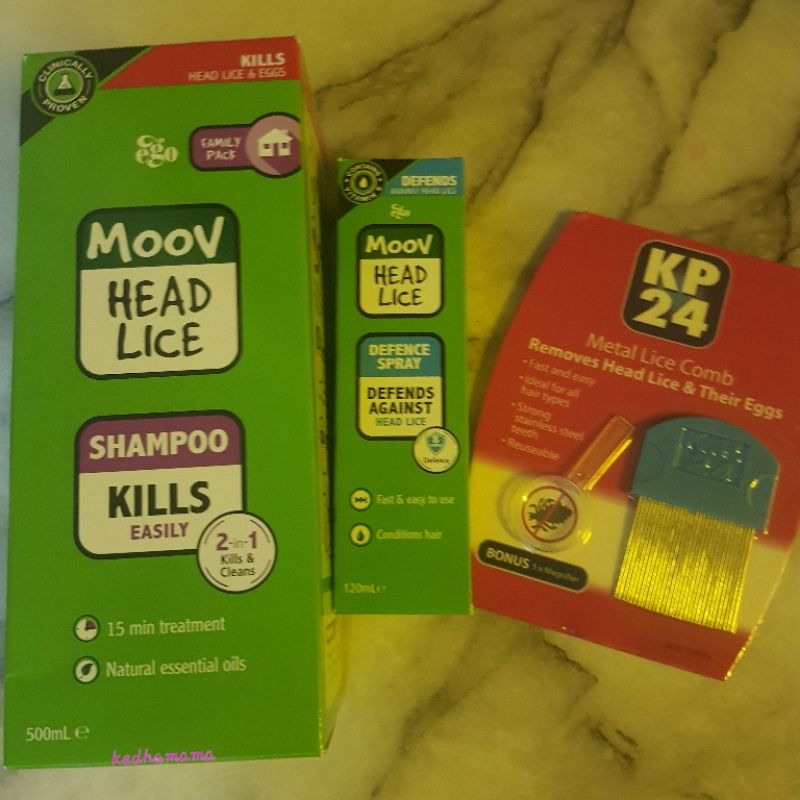 CLINICALLY PROVEN
KILLS
HEAD LICE & EGGS
ego
FAMILY
PACK
MOOV
HEAD
LICE
SHAMPOO
KILLS
EASILY
2-in-1
Kills &
Cleans
15 min treatment
Natural essential oils
500mL e
kedhamama
DEFENDS
AGAINST HEAD LICE
ego
MOOV
HEAD
LICE
DEFENCE
SPRAY
DEFENDS
AGAINST
HEAD LICE
Defence
Fast & easy to use
Conditions hair
120mL e
KP
24
Metal Lice Comb
Removes Head Lice & Their Eggs
• Fast and easy
• Ideal for all
hair types
• Strong
stainless steel
teeth
• Reuseable
BONUS 5 x Magnifier